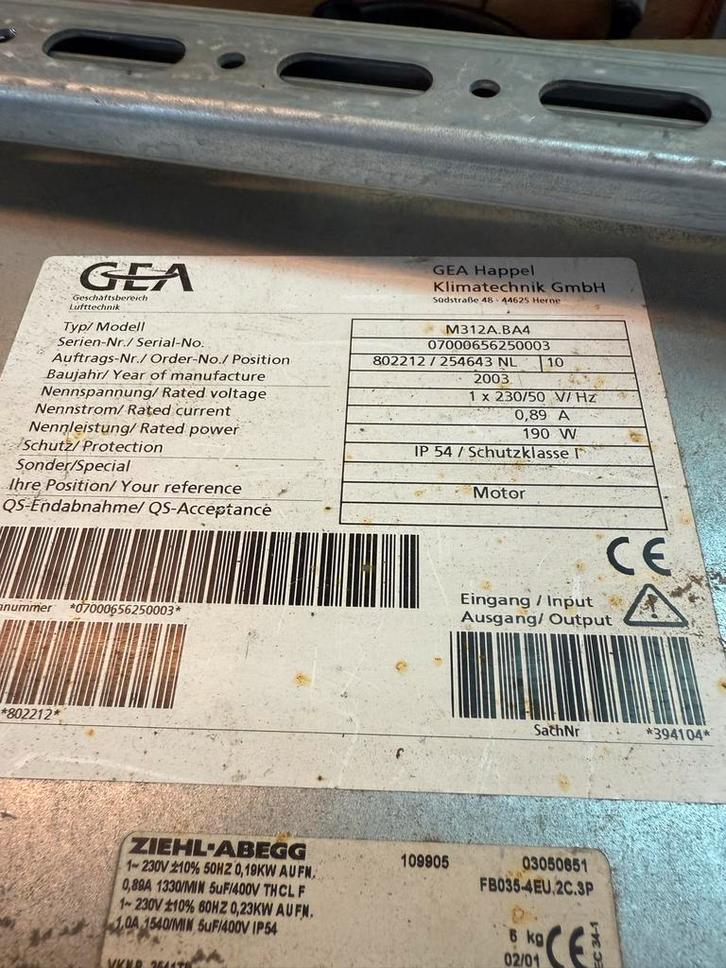 GEA
Geschäftsbereich
Lufttechnik
GEA Happel
Klimatechnik GmbH
Südstraße 48 - 44625 Herne
Typ/ Modell M312A.BA4
Serien-Nr./ Serial-No. 07000656250003
Auftrags-Nr./ Order-No./ Position 802212 / 254643 NL 10
Baujahr/ Year of manufacture 2003
Nennspannung/ Rated voltage 1 x 230/50 V/ Hz
Nennstrom/ Rated current 0,89 A
Nennleistung/ Rated power 190 W
Schutz/ Protection IP 54 / Schutzklasse I
Sonder/Special
Ihre Position/ Your reference Motor
QS-Endabnahme/ QS-Acceptance
CE
nummer *07000656250003*
Eingang / Input
Ausgang/ Output
*802212*
SachNr *394104*
ZIEHL-ABEGG
1~ 230V ±10% 50HZ 0,19KW AUFN.
0,89A 1330/MIN 5uF/400V THCL F
1~ 230V ±10% 60HZ 0,23KW AUFN.
1,0A 1540/MIN 5uF/400V IP54
109905 03050651
FB035-4EU.2C.3P
6 kg CE
02/01
EC 34-1